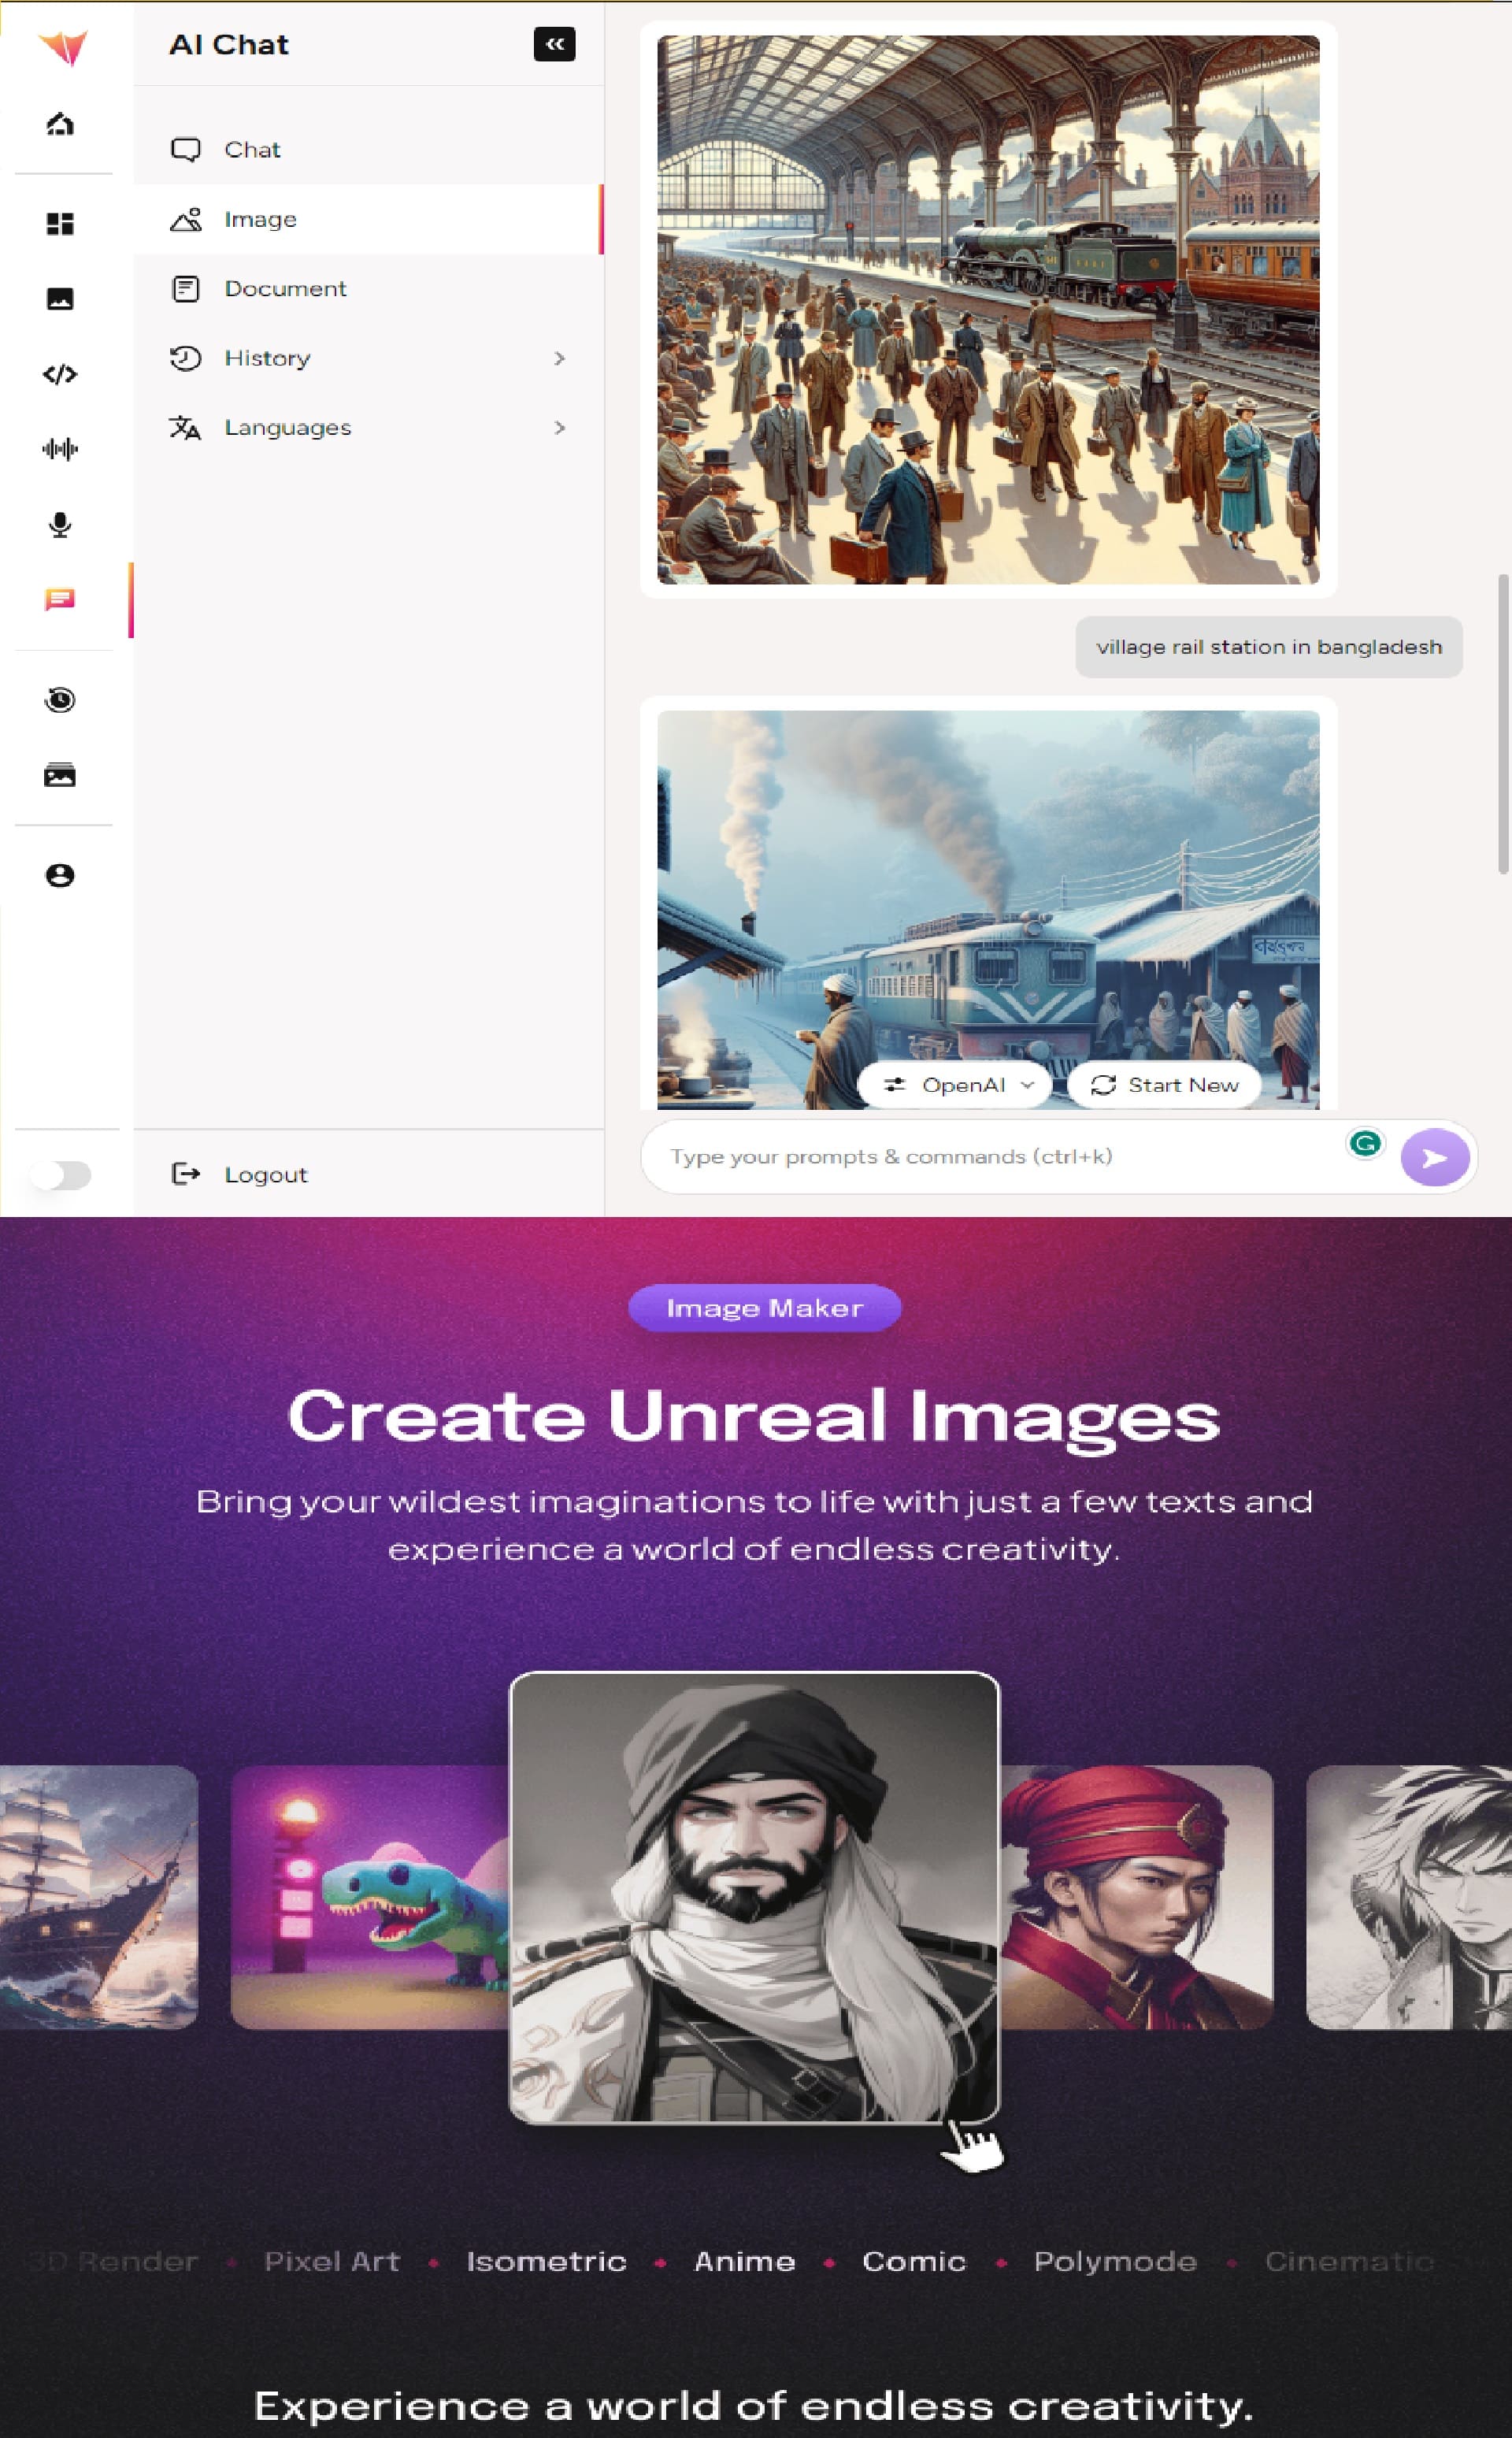 AI Chat
Chat
Image
Document
History
Languages
Logout
village rail station in bangladesh
OpenAI
Start New
Type your prompts & commands (ctrl+k)
G
Image Maker
Create Unreal Images
Bring your wildest imaginations to life with just a few texts and
experience a world of endless creativity.
3D Render • Pixel Art • Isometric • Anime • Comic • Polymode • Cinematic
Experience a world of endless creativity.